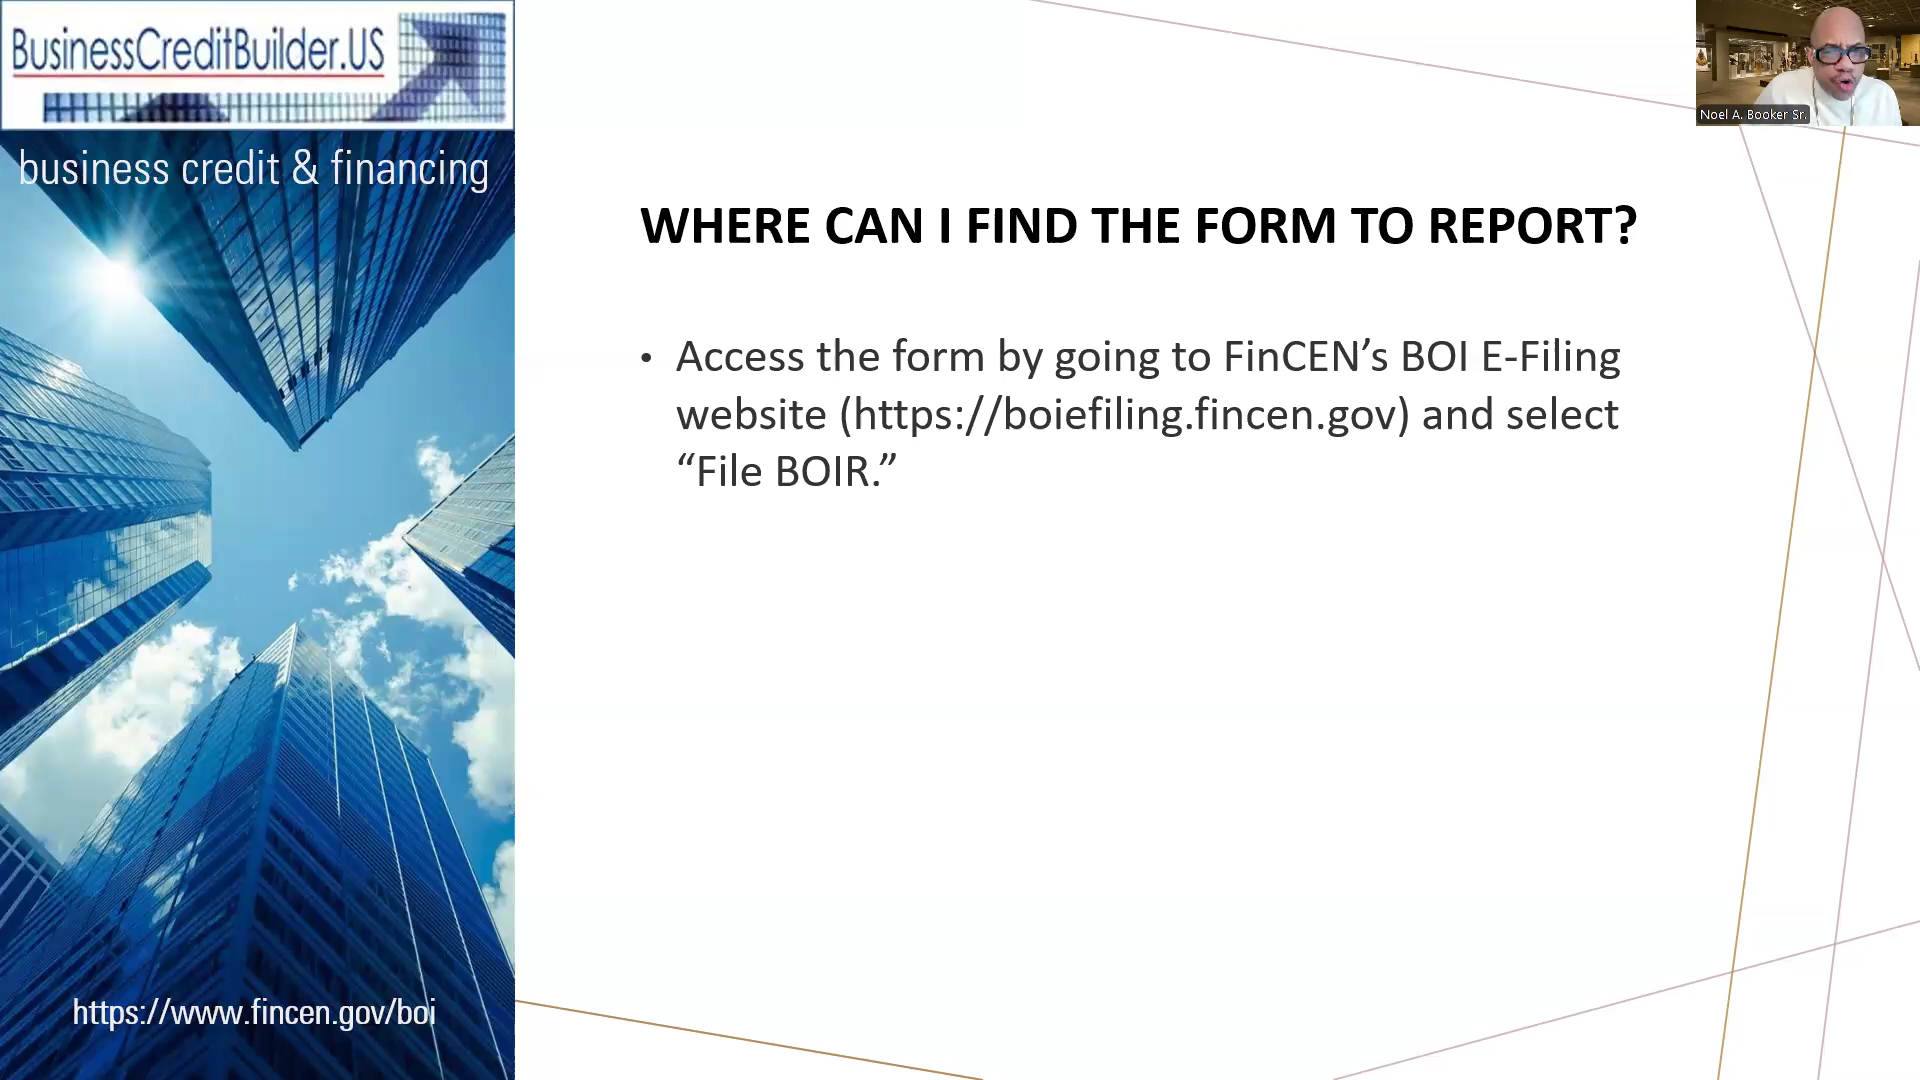 BusinessCreditBuilder.US
business credit & financing
https://www.fincen.gov/boi
WHERE CAN I FIND THE FORM TO REPORT?
• Access the form by going to FinCEN’s BOI E-Filing
website (https://boiefiling.fincen.gov) and select
“File BOIR.”
Noel A. Booker Sr.